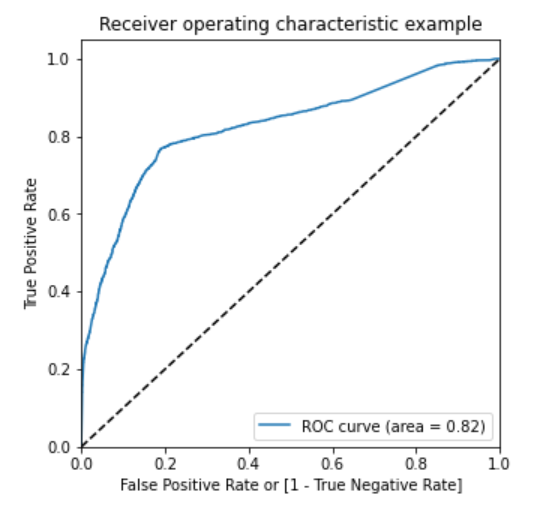 Receiver operating characteristic example
1.0
0.8
0.6
0.4
0.2
0.0
True Positive Rate
ROC curve (area = 0.82)
0.0 0.2 0.4 0.6 0.8 1.0
False Positive Rate or [1 - True Negative Rate]